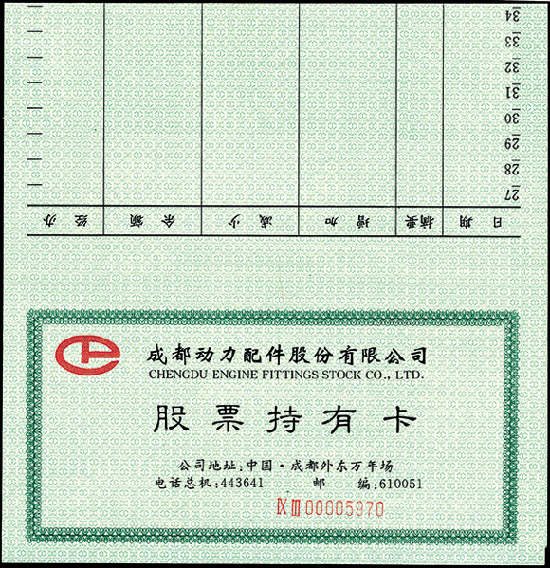 34
33
32
31
30
29
28
27
日 期 摘要 增 加 减 少 余 额 经 办
成都动力配件股份有限公司
CHENGDU ENGINE FITTINGS STOCK CO., LTD.
股票持有卡
公司地址:中国·成都外东万年场
电话总机:443641 邮 编:610051
ⅨⅢ00005970